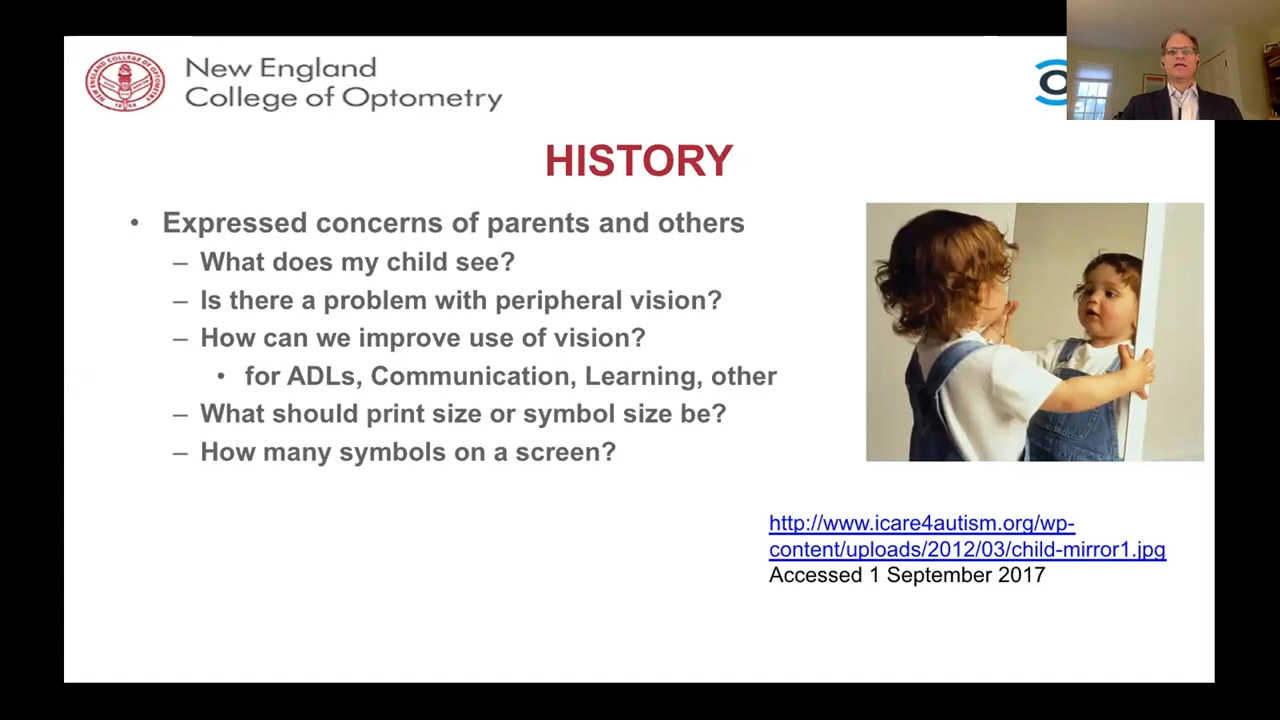 New England
College of Optometry
HISTORY
• Expressed concerns of parents and others
– What does my child see?
– Is there a problem with peripheral vision?
– How can we improve use of vision?
• for ADLs, Communication, Learning, other
– What should print size or symbol size be?
– How many symbols on a screen?
http://www.icare4autism.org/wp-
content/uploads/2012/03/child-mirror1.jpg
Accessed 1 September 2017